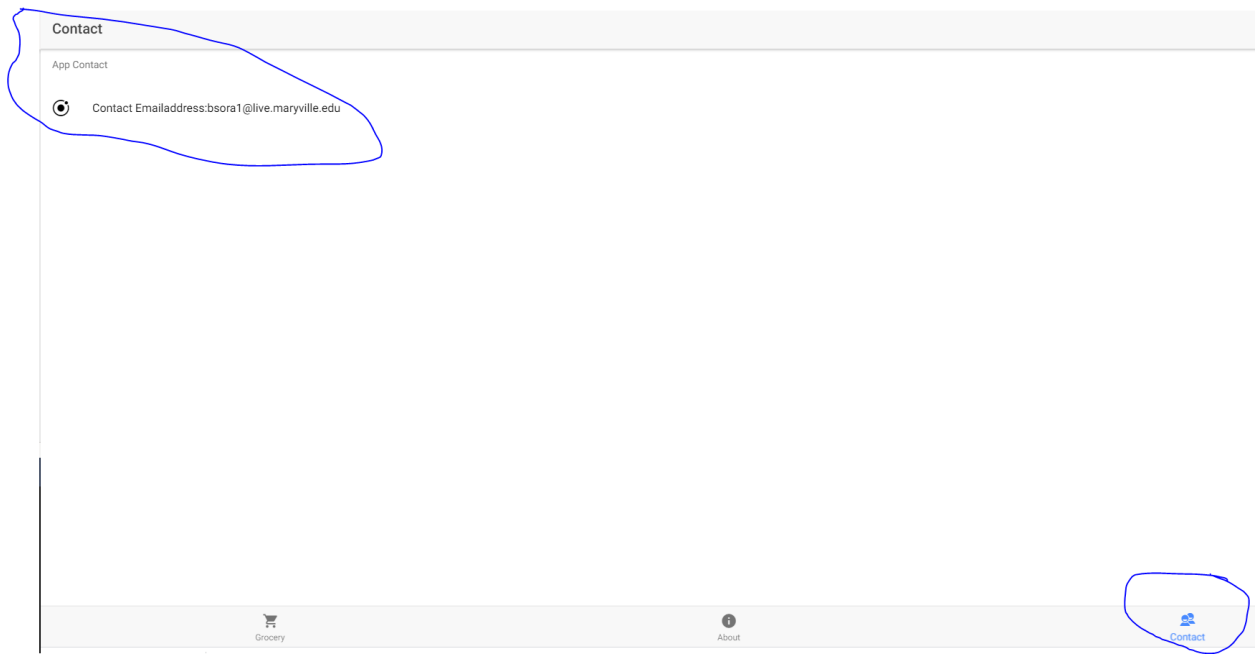 Contact
App Contact
Contact Emailaddress:bsora1@live.maryville.edu
Grocery
About
Contact